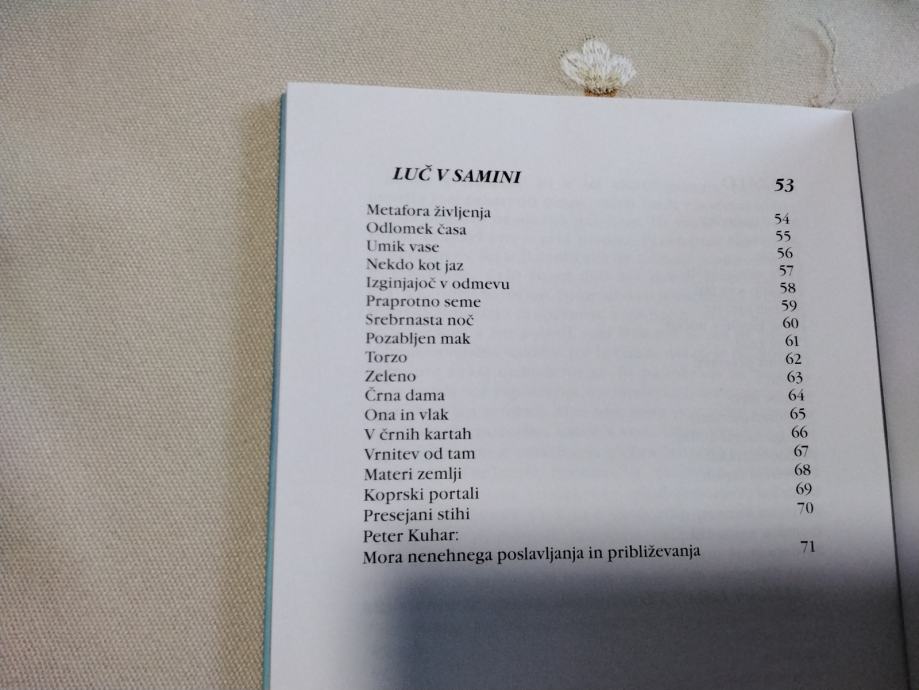 LUČ V SAMINI 53
Metafora življenja 54
Odlomek časa 55
Umik vase 56
Nekdo kot jaz 57
Izginjajoč v odmevu 58
Praprotno seme 59
Srebrnasta noč 60
Pozabljen mak 61
Torzo 62
Zeleno 63
Črna dama 64
Ona in vlak 65
V črnih kartah 66
Vrnitev od tam 67
Materi zemlji 68
Koprski portali 69
Presejani stihi 70
Peter Kuhar:
Mora nenehnega poslavljanja in približevanja 71